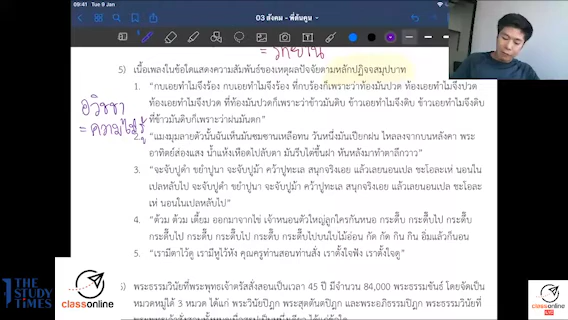 09:41 Tue 9 Jan
03 สังคม - พี่ต้นคูน
5) เนื้อเพลงในข้อใดแสดงความสัมพันธ์ของเหตุผลปัจจัยตามหลักปฏิจจสมุปบาท
1. "กบเอยทำไมจึงร้อง กบเอยทำไมจึงร้อง ที่กบร้องก็เพราะว่าท้องมันปวด ท้องเอยทำไมจึงปวด
ท้องเอยทำไมจึงปวด ที่ท้องมันปวดก็เพราะว่าข้าวมันดิบ ข้าวเอยทำไมจึงดิบ ข้าวเอยทำไมจึงดิบ
ที่ข้าวมันดิบก็เพราะว่าฝนมันตก"
อวิชชา
= ความไม่รู้
2. "แมงมุมลายตัวนั้นฉันเห็นมันซมซานเหลือทน วันหนึ่งมันเปียกฝน ไหลลงจากบนหลังคา พระ
อาทิตย์ส่องแสง น้ำแห้งเหือดไปลับตา มันรีบไต่ขึ้นฝา หันหลังมาทำตาลุกวาว"
3. "จะจับปูดำ ขยำปูนา จะจับปูม้า คว้าปูทะเล สนุกจริงเอย แล้วเลยนอนเปล ชะโอละเห่ นอนใน
เปลหลับไป จะจับปูดำ ขยำปูนา จะจับปูม้า คว้าปูทะเล สนุกจริงเอย แล้วเลยนอนเปล ชะโอละ
เห่ นอนในเปลหลับไป"
4. "ต้วม ต้วม เตี้ยม ออกมาจากไข่ เจ้าหนอนตัวใหญ่ลูกใครกันหนอ กระดื๊บ กระดื๊บไป กระดื๊บ
กระดื๊บไป กระดื๊บ กระดื๊บไป กระดื๊บ กระดื๊บไปบนใบไม้อ่อน กัด กัด กิน กิน อิ่มแล้วก็นอน
5. "เรามีตาไว้ดู เรามีหูไว้ฟัง คุณครูท่านสอนท่านสั่ง เราตั้งใจฟัง เราตั้งใจดู"
6) พระธรรมวินัยที่พระพุทธเจ้าตรัสสั่งสอนเป็นเวลา 45 ปี มีจำนวน 84,000 พระธรรมขันธ์ โดยจัดเป็น
หมวดหมู่ได้ 3 หมวด ได้แก่ พระวินัยปิฎก พระสุตตันตปิฎก และพระอภิธรรมปิฎก พระธรรมวินัยที่
THE STUDY TIMES
classonline
classonline